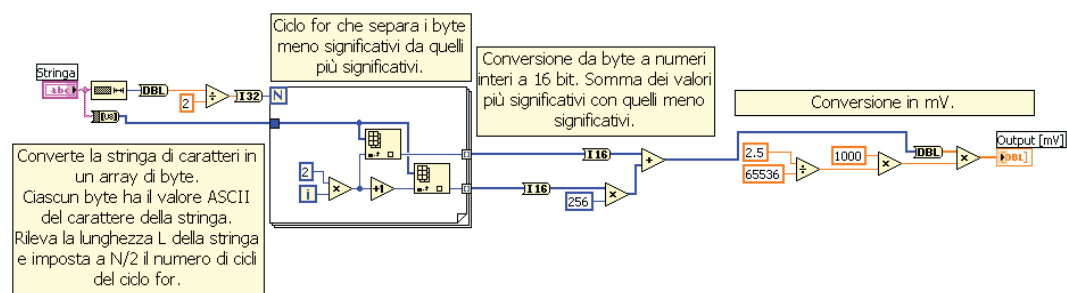 Ciclo for che separa i byte
meno significativi da quelli
più significativi.
Stringa
abc
DBL
2
I32
N
[U8]
Conversione da byte a numeri
interi a 16 bit. Somma dei valori
più significativi con quelli meno
significativi.
Conversione in mV.
Converte la stringa di caratteri in
un array di byte.
Ciascun byte ha il valore ASCII
del carattere della stringa.
Rileva la lunghezza L della stringa
e imposta a N/2 il numero di cicli
del ciclo for.
2
i
+1
I16
I16
256
2.5
65536
1000
DBL
Output [mV]
DBL